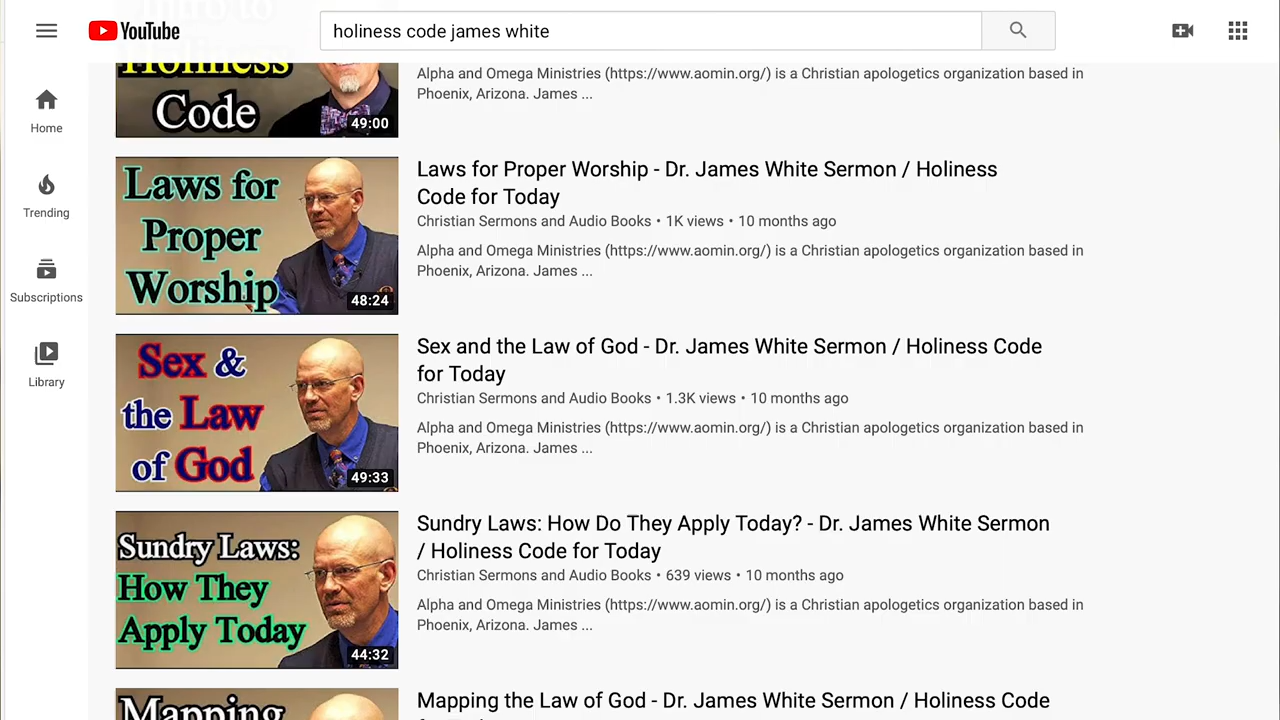 YouTube
holiness code james white
Home
Trending
Subscriptions
Library
Holiness
Code
49:00
Alpha and Omega Ministries (https://www.aomin.org/) is a Christian apologetics organization based in
Phoenix, Arizona. James ...
Laws for
Proper
Worship
48:24
Laws for Proper Worship - Dr. James White Sermon / Holiness
Code for Today
Christian Sermons and Audio Books • 1K views • 10 months ago
Alpha and Omega Ministries (https://www.aomin.org/) is a Christian apologetics organization based in
Phoenix, Arizona. James ...
Sex &
the Law
of God
49:33
Sex and the Law of God - Dr. James White Sermon / Holiness Code
for Today
Christian Sermons and Audio Books • 1.3K views • 10 months ago
Alpha and Omega Ministries (https://www.aomin.org/) is a Christian apologetics organization based in
Phoenix, Arizona. James ...
Sundry Laws:
How They
Apply Today
44:32
Sundry Laws: How Do They Apply Today? - Dr. James White Sermon
/ Holiness Code for Today
Christian Sermons and Audio Books • 639 views • 10 months ago
Alpha and Omega Ministries (https://www.aomin.org/) is a Christian apologetics organization based in
Phoenix, Arizona. James ...
Mapping
Mapping the Law of God - Dr. James White Sermon / Holiness Code